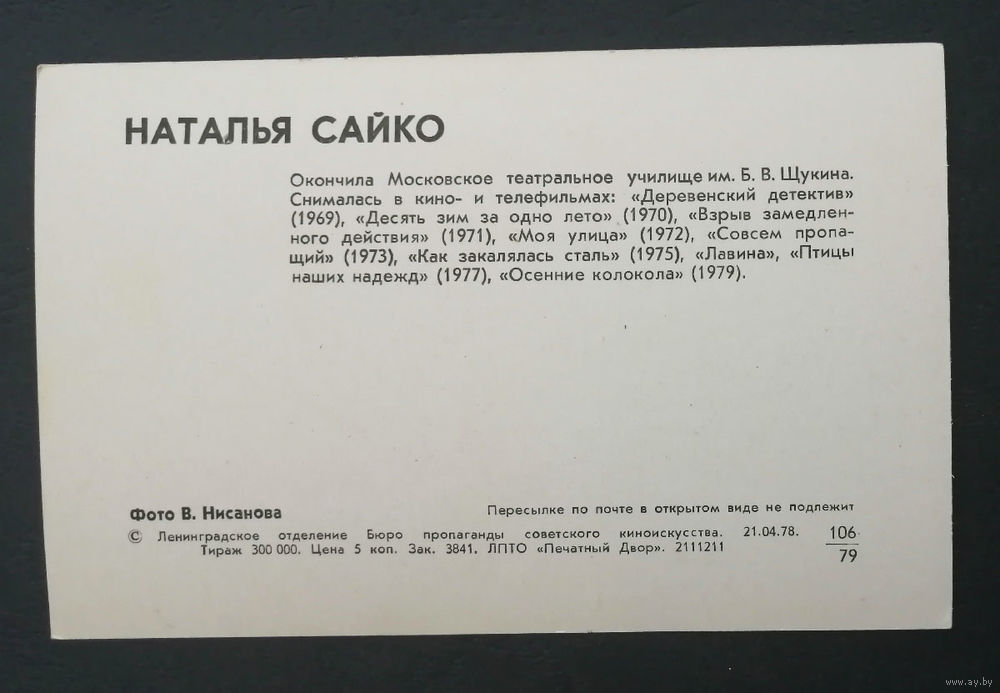 НАТАЛЬЯ САЙКО
Окончила Московское театральное училище им. Б. В. Щукина.
Снималась в кино- и телефильмах: «Деревенский детектив»
(1969), «Десять зим за одно лето» (1970), «Взрыв замедлен-
ного действия» (1971), «Моя улица» (1972), «Совсем пропа-
щий» (1973), «Как закалялась сталь» (1975), «Лавина», «Птицы
наших надежд» (1977), «Осенние колокола» (1979).
Фото В. Нисанова
Пересылке по почте в открытом виде не подлежит
© Ленинградское отделение Бюро пропаганды советского киноискусства. 21.04.78.
Тираж 300 000. Цена 5 коп. Зак. 3841. ЛПТО «Печатный Двор». 2111211
106
79
www.ay.by